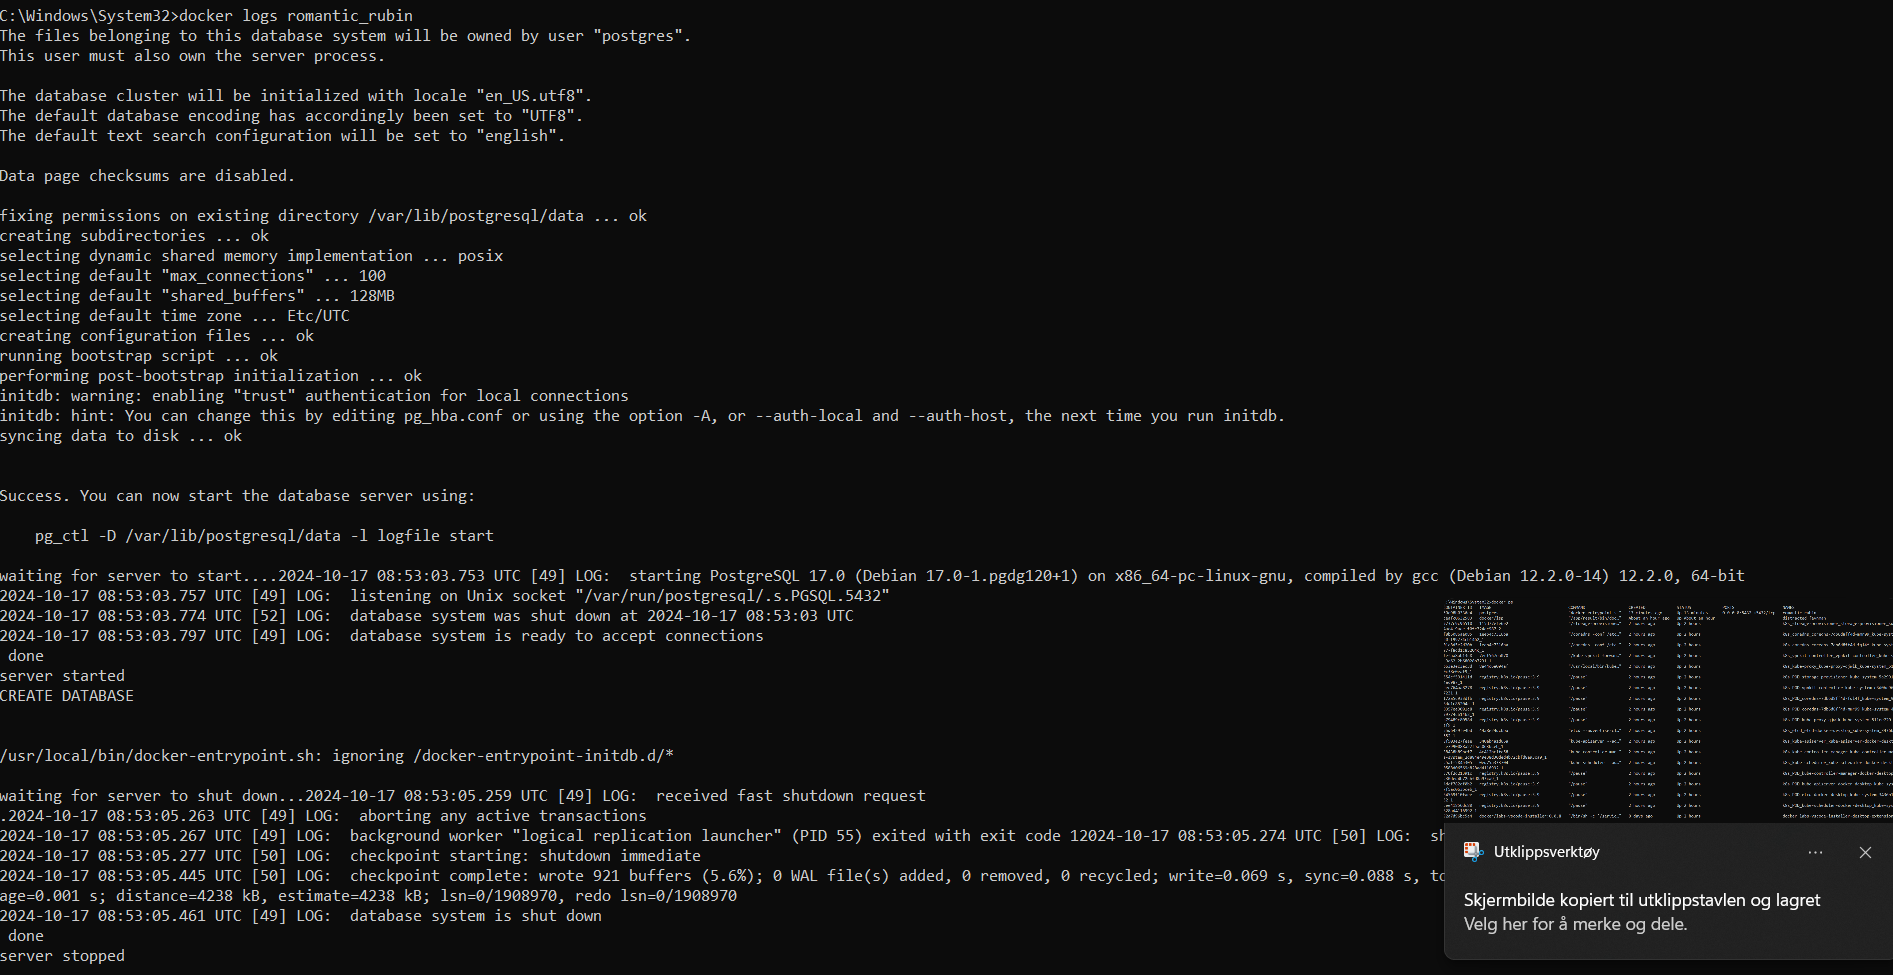 C:\Windows\System32>docker logs romantic_rubin
The files belonging to this database system will be owned by user "postgres".
This user must also own the server process.
The database cluster will be initialized with locale "en_US.utf8".
The default database encoding has accordingly been set to "UTF8".
The default text search configuration will be set to "english".
Data page checksums are disabled.
fixing permissions on existing directory /var/lib/postgresql/data ... ok
creating subdirectories ... ok
selecting dynamic shared memory implementation ... posix
selecting default "max_connections" ... 100
selecting default "shared_buffers" ... 128MB
selecting default time zone ... Etc/UTC
creating configuration files ... ok
running bootstrap script ... ok
performing post-bootstrap initialization ... ok
initdb: warning: enabling "trust" authentication for local connections
initdb: hint: You can change this by editing pg_hba.conf or using the option -A, or --auth-local and --auth-host, the next time you run initdb.
syncing data to disk ... ok
Success. You can now start the database server using:
pg_ctl -D /var/lib/postgresql/data -l logfile start
waiting for server to start....2024-10-17 08:53:03.753 UTC [49] LOG:  starting PostgreSQL 17.0 (Debian 17.0-1.pgdg120+1) on x86_64-pc-linux-gnu, compiled by gcc (Debian 12.2.0-14) 12.2.0, 64-bit
2024-10-17 08:53:03.757 UTC [49] LOG:  listening on Unix socket "/var/run/postgresql/.s.PGSQL.5432"
2024-10-17 08:53:03.774 UTC [52] LOG:  database system was shut down at 2024-10-17 08:53:03 UTC
2024-10-17 08:53:03.797 UTC [49] LOG:  database system is ready to accept connections
done
server started
CREATE DATABASE
/usr/local/bin/docker-entrypoint.sh: ignoring /docker-entrypoint-initdb.d/*
waiting for server to shut down...2024-10-17 08:53:05.259 UTC [49] LOG:  received fast shutdown request
.2024-10-17 08:53:05.263 UTC [49] LOG:  aborting any active transactions
2024-10-17 08:53:05.267 UTC [49] LOG:  background worker "logical replication launcher" (PID 55) exited with exit code 12024-10-17 08:53:05.274 UTC [50] LOG:  sh
2024-10-17 08:53:05.277 UTC [50] LOG:  checkpoint starting: shutdown immediate
2024-10-17 08:53:05.445 UTC [50] LOG:  checkpoint complete: wrote 921 buffers (5.6%); 0 WAL file(s) added, 0 removed, 0 recycled; write=0.069 s, sync=0.088 s, to
age=0.001 s; distance=4238 kB, estimate=4238 kB; lsn=0/1908970, redo lsn=0/1908970
2024-10-17 08:53:05.461 UTC [49] LOG:  database system is shut down
done
server stopped
Utklippsverktøy
Skjermbilde kopiert til utklippstavlen og lagret
Velg her for å merke og dele.